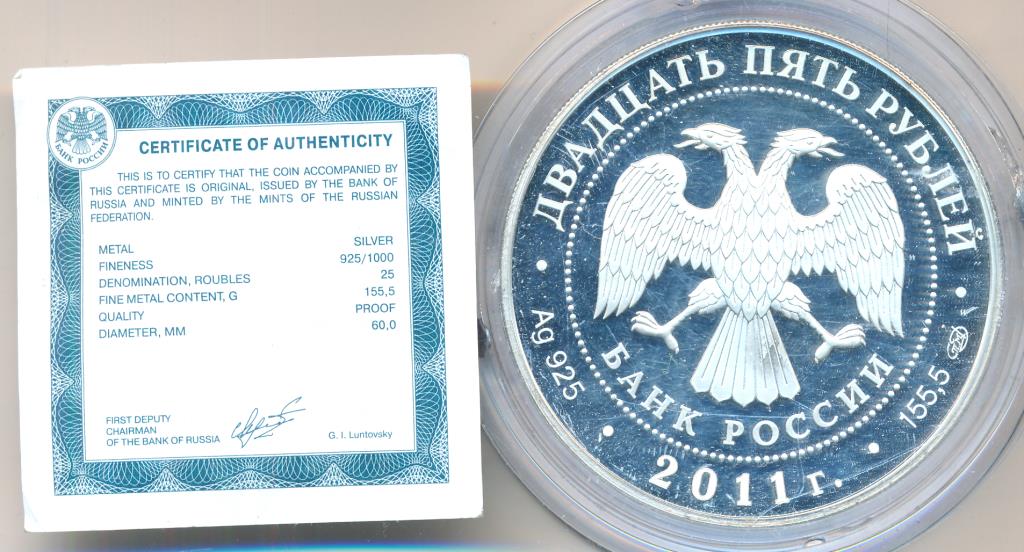 БАНК РОССИИ
CERTIFICATE OF AUTHENTICITY
THIS IS TO CERTIFY THAT THE COIN ACCOMPANIED BY
THIS CERTIFICATE IS ORIGINAL, ISSUED BY THE BANK OF
RUSSIA AND MINTED BY THE MINTS OF THE RUSSIAN
FEDERATION.
METAL SILVER
FINENESS 925/1000
DENOMINATION, ROUBLES 25
FINE METAL CONTENT, G 155,5
QUALITY PROOF
DIAMETER, MM 60,0
FIRST DEPUTY
CHAIRMAN
OF THE BANK OF RUSSIA
G. I. Luntovsky
ДВАДЦАТЬ ПЯТЬ РУБЛЕЙ
БАНК РОССИИ
Ag 925
155,5
2011 г.